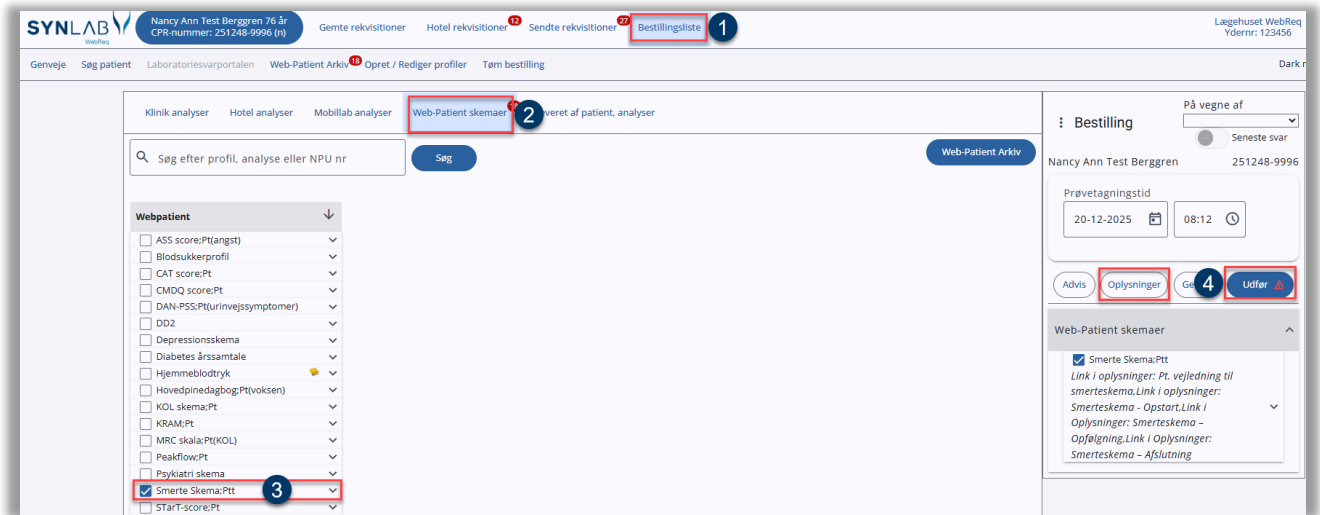 SYNLAB
WebReq
Nancy Ann Test Berggren 76 år
CPR-nummer: 251248-9996 (n)
Gemte rekvisitioner
Hotel rekvisitioner 12
Sendte rekvisitioner 27
Bestillingsliste
1
Lægehuset WebReq
Ydernr: 123456
Genveje
Søg patient
Laboratoriesvarportalen
Web-Patient Arkiv 18
Opret / Rediger profiler
Tøm bestilling
Dark
Klinik analyser
Hotel analyser
Mobillab analyser
Web-Patient skemaer
2
af patient, analyser
Søg efter profil, analyse eller NPU nr
Søg
Web-Patient Arkiv
Webpatient
ASS score;Pt(angst)
Blodsukkerprofil
CAT score;Pt
CMDQ score;Pt
DAN-PSS;Pt(urinvejssymptomer)
DD2
Depressionsskema
Diabetes årssamtale
Hjemmeblodtryk
Hovedpinedagbog;Pt(voksen)
KOL skema;Pt
KRAM;Pt
MRC skala;Pt(KOL)
Peakflow;Pt
Psykiatri skema
Smerte Skema;Ptt
3
STarT-score;Pt
På vegne af
Bestilling
Seneste svar
Nancy Ann Test Berggren
251248-9996
Prøvetagningstid
20-12-2025
08:12
Advis
Oplysninger
4
Udfør
Web-Patient skemaer
Smerte Skema;Ptt
Link i oplysninger: Pt. vejledning til
smerteskema,Link i oplysninger:
Smerteskema - Opstart,Link i
Oplysninger: Smerteskema –
Opfølgning,Link i Oplysninger:
Smerteskema – Afslutning